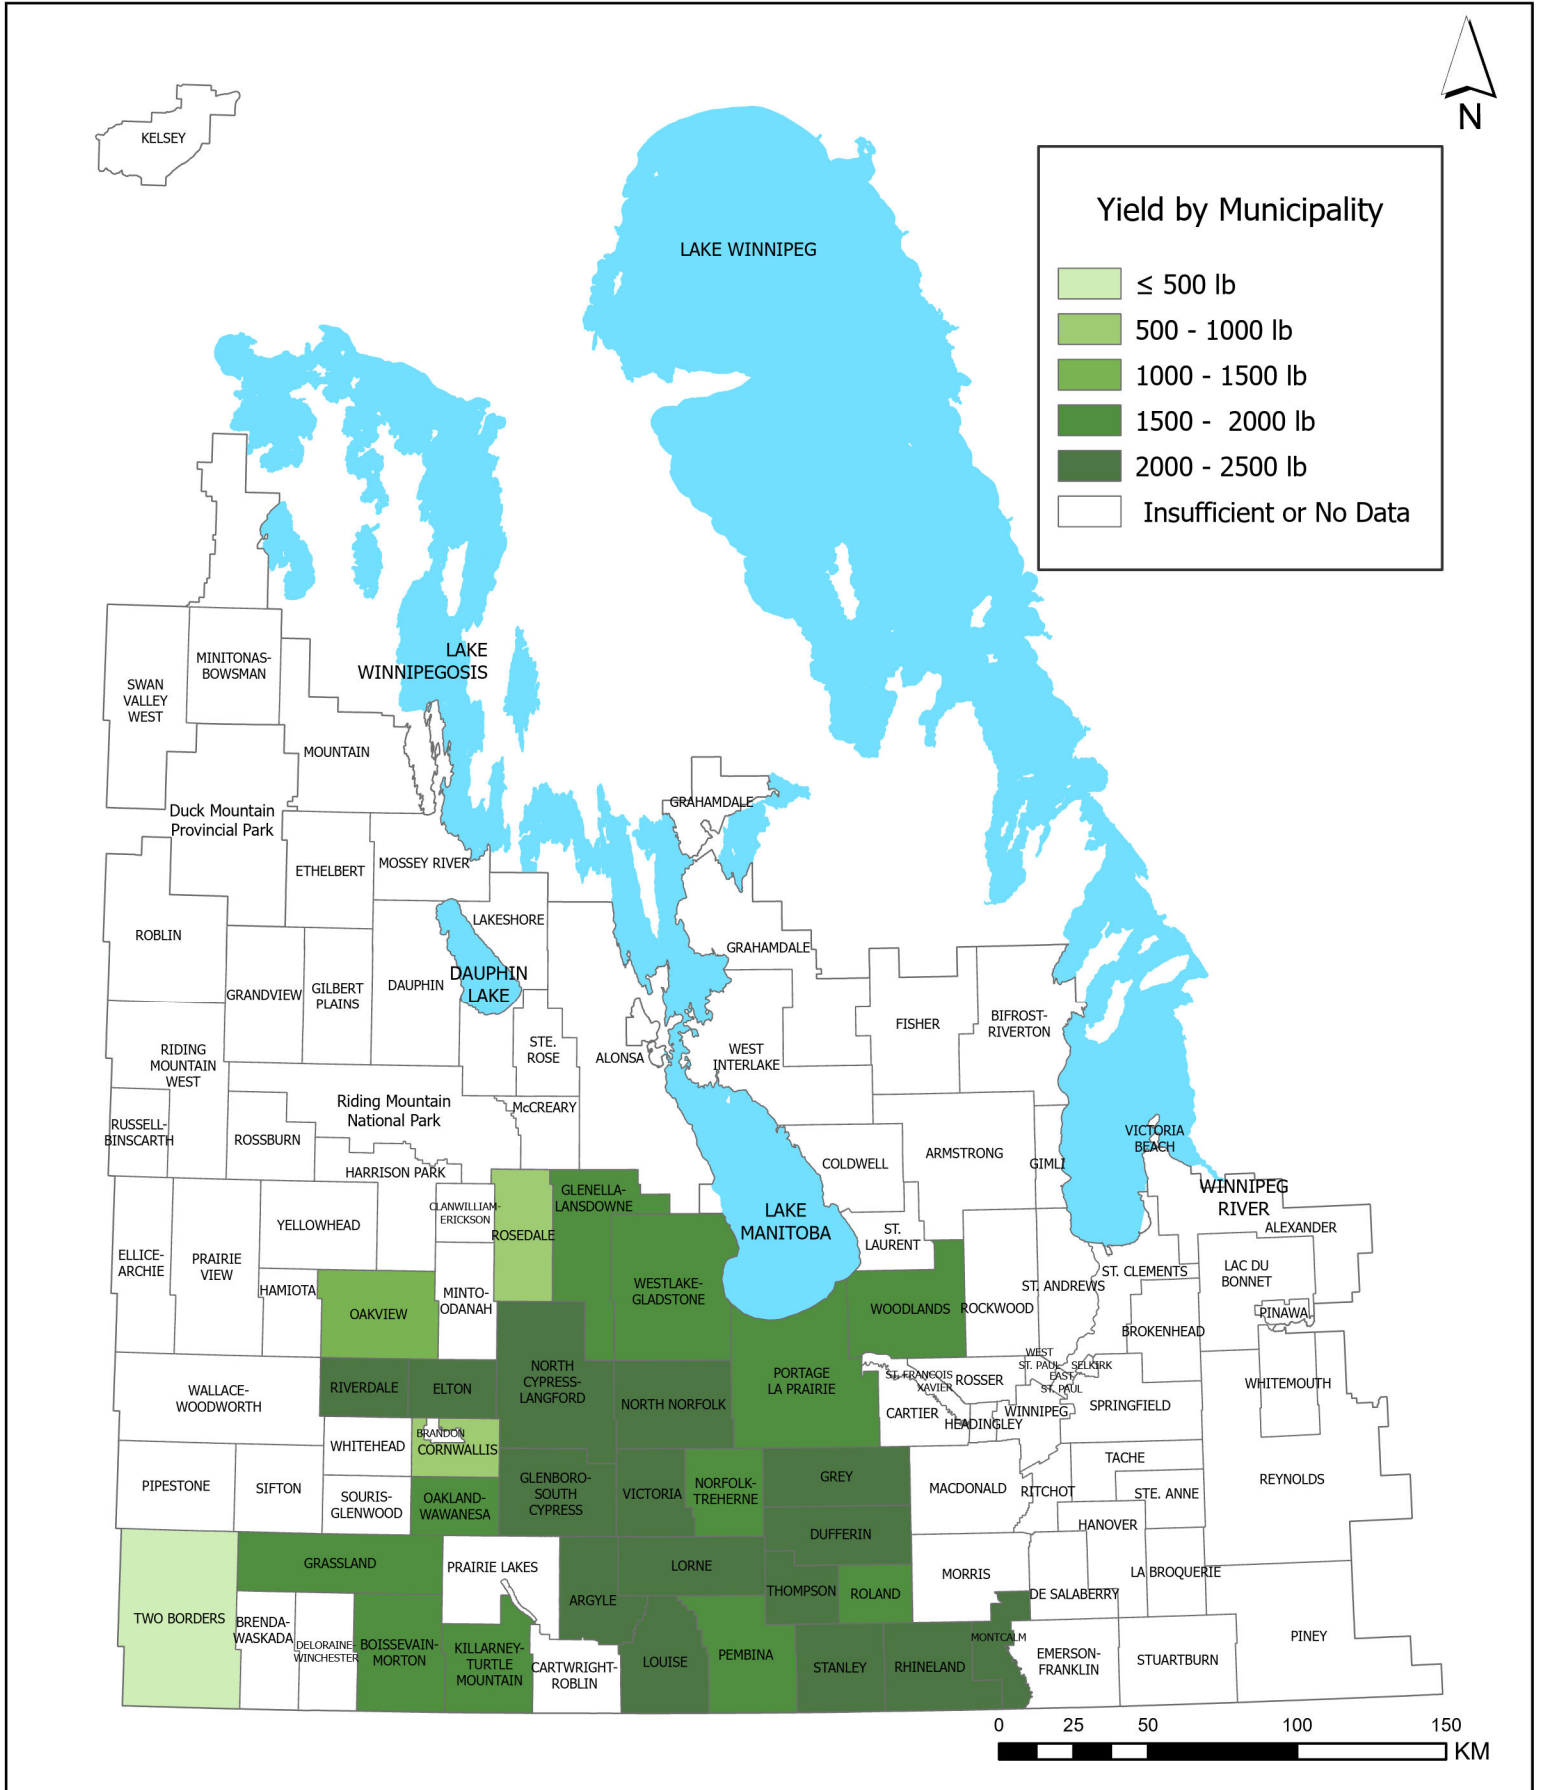 N
KELSEY
Yield by Municipality
≤ 500 lb
500 - 1000 lb
1000 - 1500 lb
1500 - 2000 lb
2000 - 2500 lb
Insufficient or No Data
LAKE WINNIPEG
LAKE
WINNIPEGOSIS
MINITONAS-
BOWSMAN
SWAN
VALLEY
WEST
MOUNTAIN
Duck Mountain
Provincial Park
GRAHAMDALE
ETHELBERT
MOSSEY RIVER
LAKESHORE
ROBLIN
GRAHAMDALE
DAUPHIN
LAKE
GRANDVIEW
GILBERT
PLAINS
DAUPHIN
FISHER
BIFROST-
RIVERTON
STE.
ROSE
ALONSA
WEST
INTERLAKE
RIDING
MOUNTAIN
WEST
Riding Mountain
National Park
McCREARY
RUSSELL-
BINSCARTH
ROSSBURN
VICTORIA
BEACH
ARMSTRONG
COLDWELL
GIMLI
HARRISON PARK
WINNIPEG
RIVER
GLENELLA-
LANSDOWNE
CLANWILLIAM-
ERICKSON
LAKE
MANITOBA
YELLOWHEAD
ROSEDALE
ST.
LAURENT
ALEXANDER
ELLICE-
ARCHIE
PRAIRIE
VIEW
LAC DU
BONNET
ST. CLEMENTS
HAMIOTA
WESTLAKE-
GLADSTONE
ST. ANDREWS
MINTO-
ODANAH
OAKVIEW
WOODLANDS
ROCKWOOD
PINAWA
BROKENHEAD
WEST
ST. PAUL
SELKIRK
EAST
ST. PAUL
NORTH
CYPRESS-
LANGFORD
PORTAGE
LA PRAIRIE
ST. FRANCOIS
XAVIER
ROSSER
WHITEMOUTH
RIVERDALE
ELTON
WALLACE-
WOODWORTH
NORTH NORFOLK
CARTIER
HEADINGLEY
WINNIPEG
SPRINGFIELD
BRANDON
CORNWALLIS
WHITEHEAD
TACHE
PIPESTONE
SIFTON
GLENBORO-
SOUTH
CYPRESS
GREY
REYNOLDS
SOURIS-
GLENWOOD
OAKLAND-
WAWANESA
VICTORIA
NORFOLK-
TREHERNE
MACDONALD
RITCHOT
STE. ANNE
HANOVER
DUFFERIN
GRASSLAND
PRAIRIE LAKES
LORNE
MORRIS
LA BROQUERIE
THOMPSON
ROLAND
DE SALABERRY
ARGYLE
TWO BORDERS
BRENDA-
WASKADA
DELORAINE-
WINCHESTER
BOISSEVAIN-
MORTON
KILLARNEY-
TURTLE
MOUNTAIN
CARTWRIGHT-
ROBLIN
LOUISE
PEMBINA
STANLEY
RHINELAND
MONTCALM
EMERSON-
FRANKLIN
STUARTBURN
PINEY
0 25 50 100 150
KM